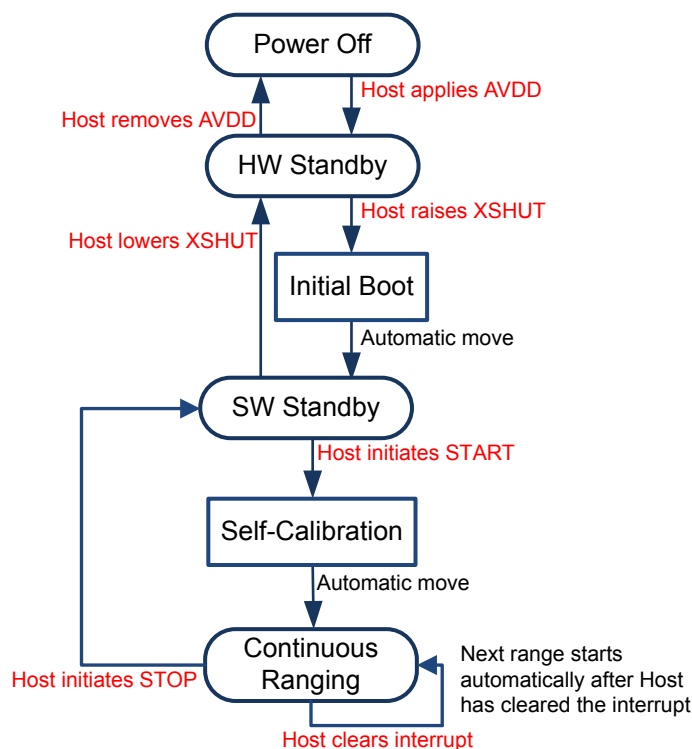 Power Off
Host applies AVDD
Host removes AVDD
HW Standby
Host raises XSHUT
Host lowers XSHUT
Initial Boot
Automatic move
SW Standby
Host initiates START
Self-Calibration
Automatic move
Continuous
Ranging
Next range starts
automatically after Host
has cleared the interrupt
Host initiates STOP
Host clears interrupt